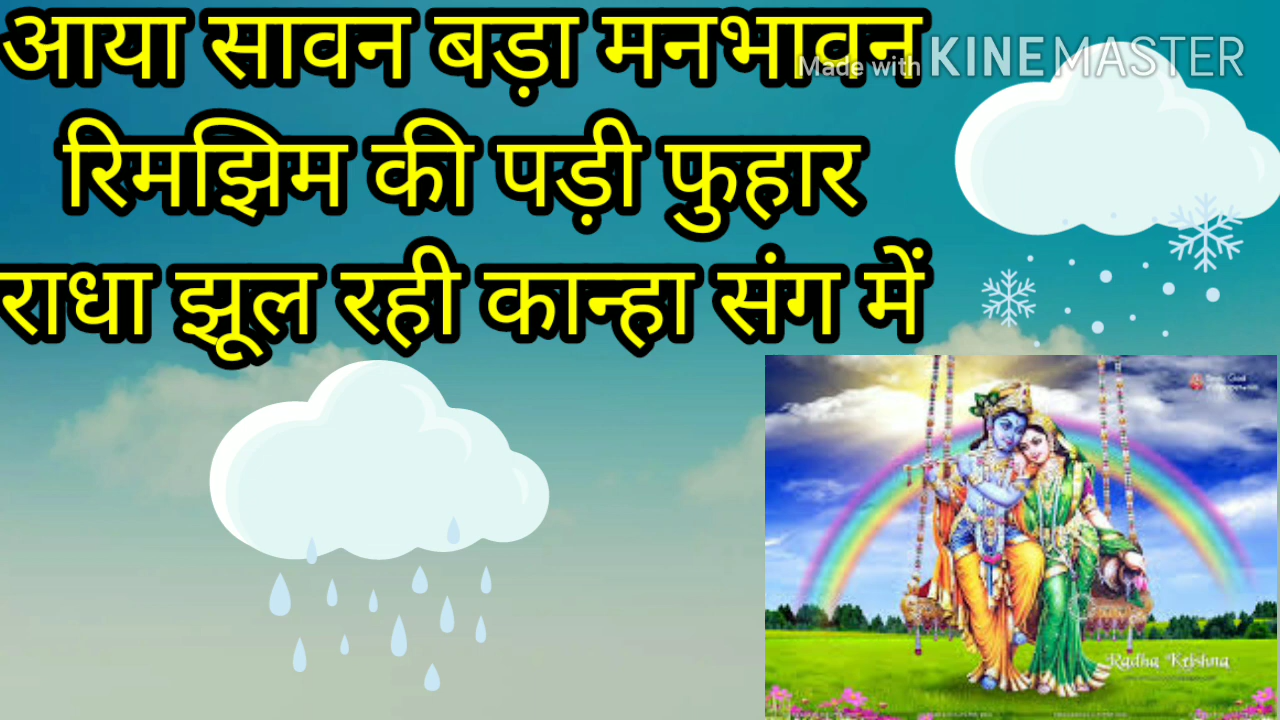 आया सावन बड़ा मनभावन
Made with KINEMASTER
रिमझिम की पड़ी फुहार
राधा झूल रही कान्हा संग में
Radha Krishna